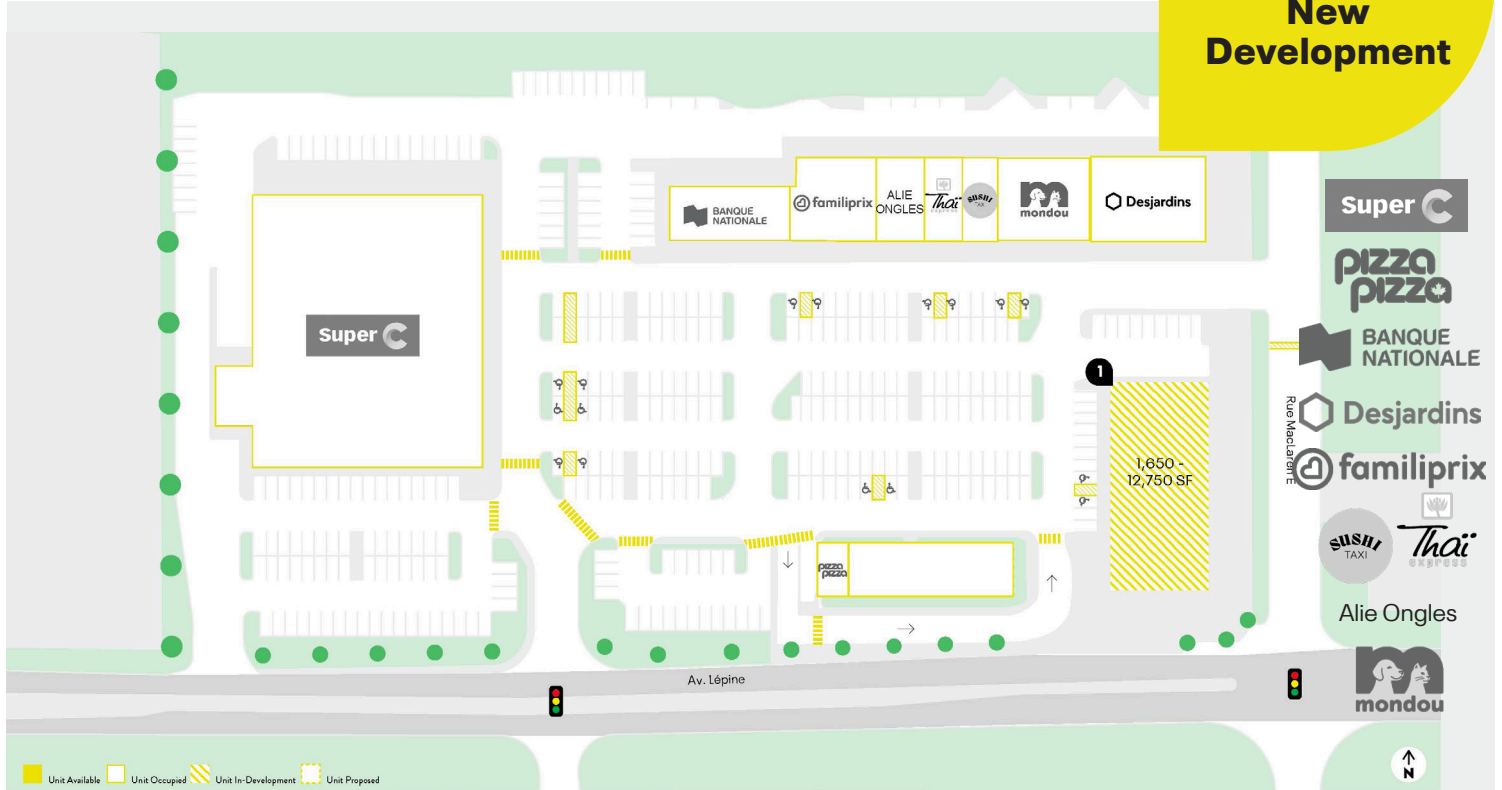 New
Development
BANQUE
NATIONALE
familiprix
ALIE
ONGLES
Thaï
express
SUSHI
TAXI
mondou
Desjardins
Super C
1
1,650 -
12,750 SF
pizza
pizza
Av. Lépine
Rue MacLaren E
Super C
pizza
pizza
BANQUE
NATIONALE
Desjardins
familiprix
SUSHI
TAXI
Thaï
express
Alie Ongles
mondou
Unit Available Unit Occupied Unit In-Development Unit Proposed
N